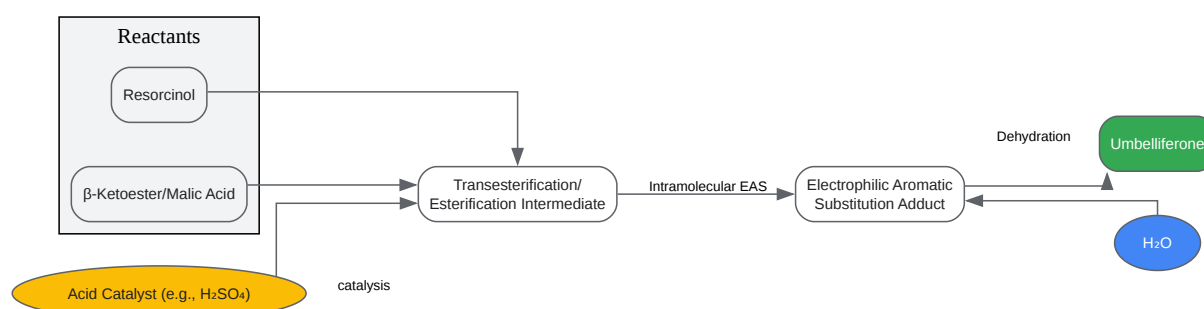 Reactants
Resorcinol
β-Ketoester/Malic Acid
Acid Catalyst (e.g., H₂SO₄)
catalysis
Transesterification/
Esterification Intermediate
Intramolecular EAS
Electrophilic Aromatic
Substitution Adduct
Dehydration
Umbelliferone
H₂O